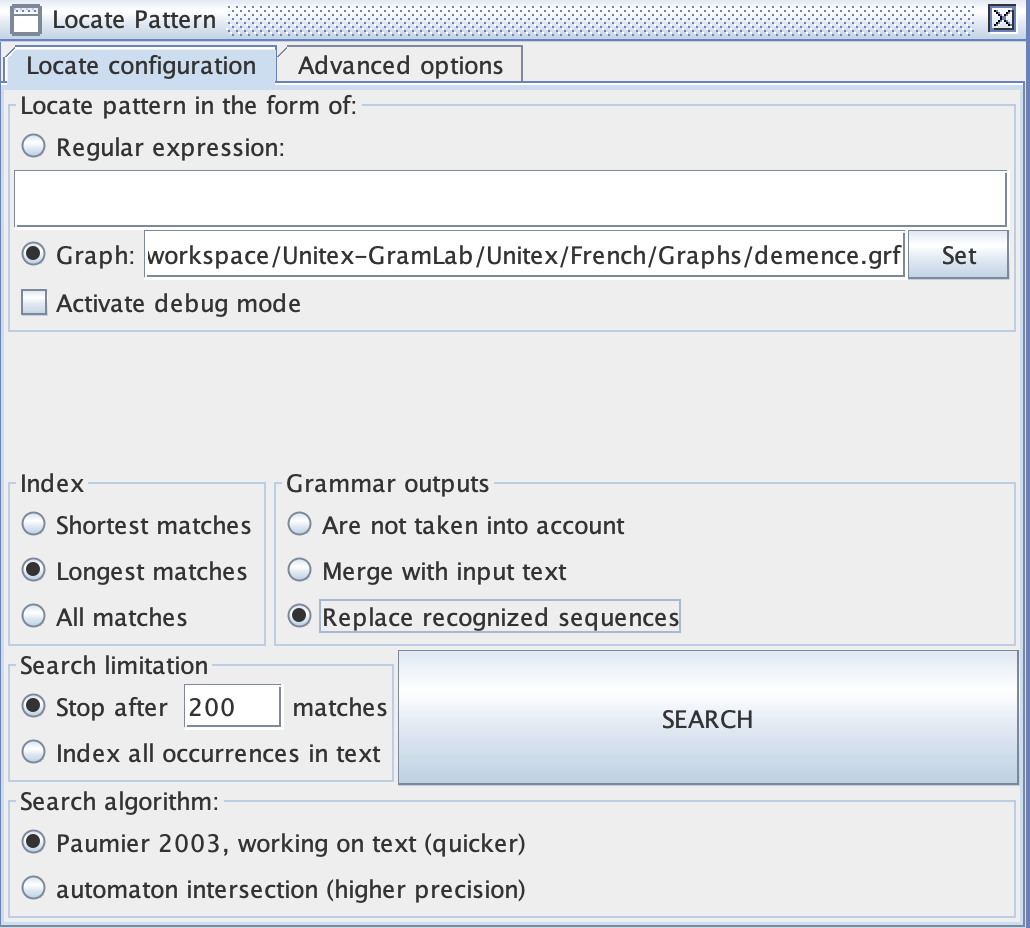 Locate Pattern
Locate configuration
Advanced options
Locate pattern in the form of:
Regular expression:
Graph: workspace/Unitex-GramLab/Unitex/French/Graphs/demence.grf Set
Activate debug mode
Index
Shortest matches
Longest matches
All matches
Grammar outputs
Are not taken into account
Merge with input text
Replace recognized sequences
Search limitation
Stop after 200 matches
Index all occurrences in text
SEARCH
Search algorithm:
Paumier 2003, working on text (quicker)
automaton intersection (higher precision)